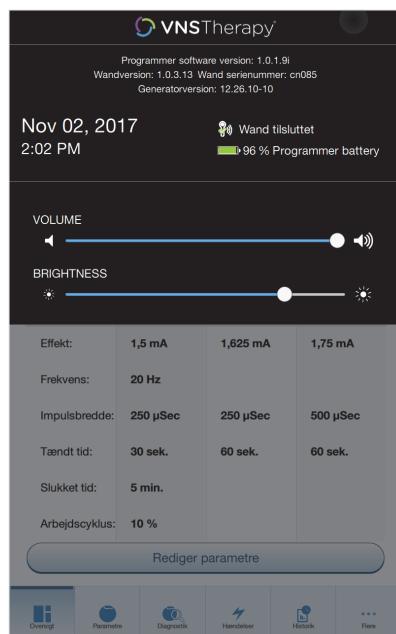 VNSTherapy
Programmer software version: 1.0.1.9i
Wandversion: 1.0.3.13 Wand serienummer: cn085
Generatorversion: 12.26.10-10
Nov 02, 2017
2:02 PM
Wand tilsluttet
96 % Programmer battery
VOLUME
BRIGHTNESS
Effekt: 1,5 mA 1,625 mA 1,75 mA
Frekvens: 20 Hz
Impulsbredde: 250 µSec 250 µSec 500 µSec
Tændt tid: 30 sek. 60 sek. 60 sek.
Slukket tid: 5 min.
Arbejdscyklus: 10 %
Rediger parametre
Oversigt Parametre Diagnostik Hændelser Historik Flere